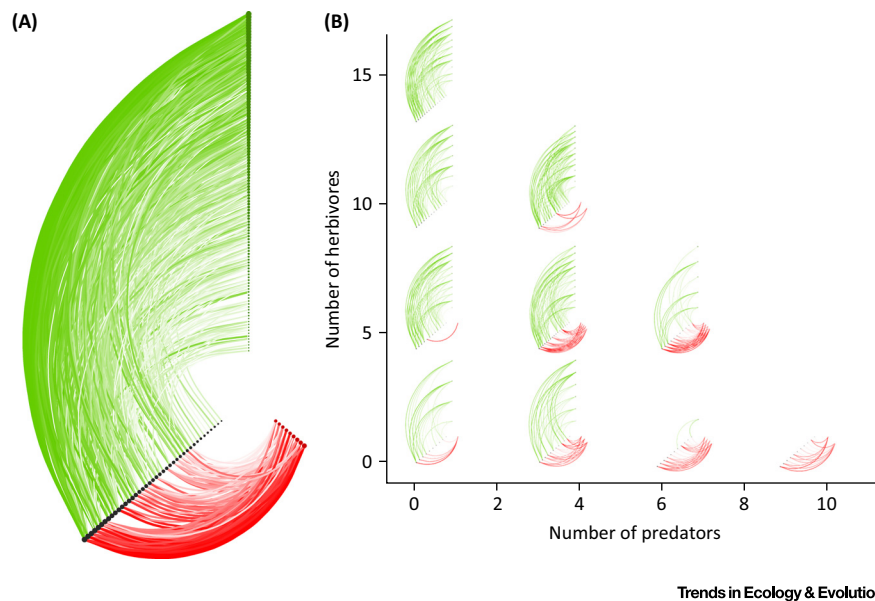 (A)
(B)
15
10
5
0
Number of herbivores
0 2 4 6 8 10
Number of predators
Trends in Ecology & Evolutio